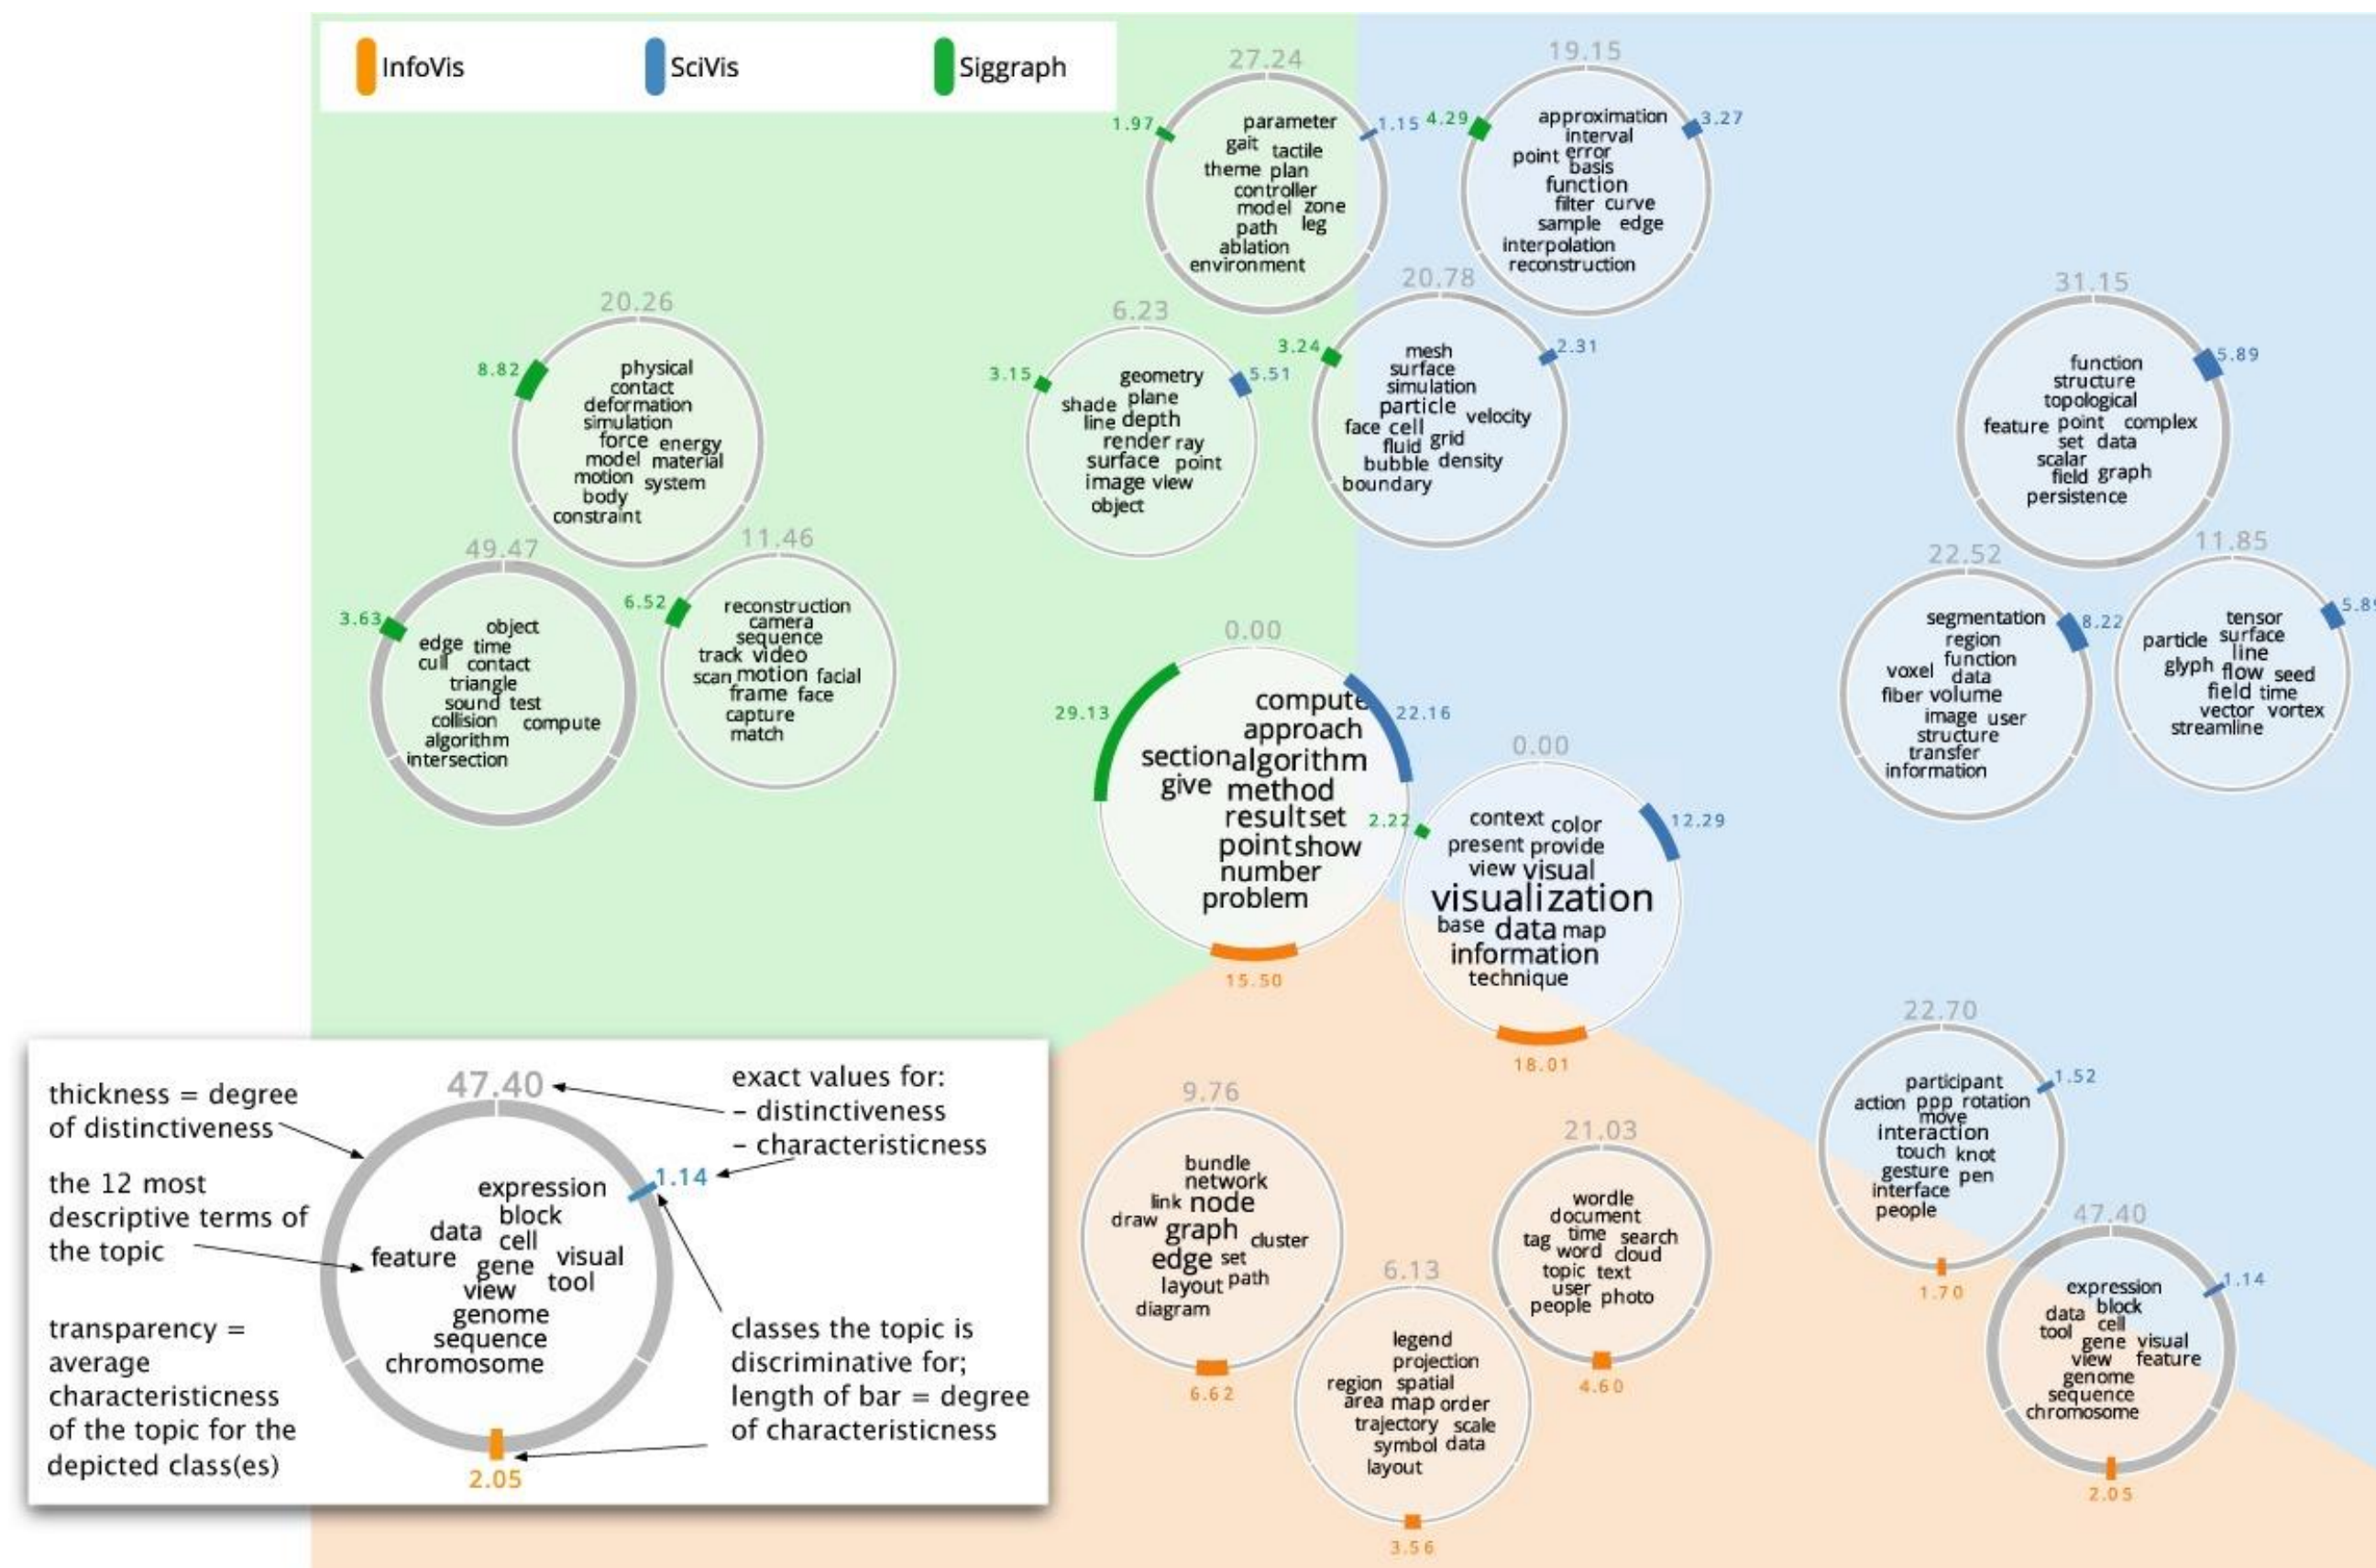 InfoVis
SciVis
Siggraph
27.24
1.97
1.15
parameter
gait tactile
theme plan
controller
model zone
path leg
ablation
environment
19.15
4.29
3.27
approximation
interval
point error
basis
function
filter curve
sample edge
interpolation
reconstruction
20.26
8.82
physical
contact
deformation
simulation
force energy
model material
motion system
body
constraint
6.23
3.15
5.51
geometry
shade plane
line depth
render ray
surface point
image view
object
20.78
3.24
2.31
mesh
surface
simulation
particle velocity
face cell
fluid grid
bubble density
boundary
31.15
5.89
function
structure
topological
feature point complex
set data
scalar
field graph
persistence
49.47
3.63
object
edge time
cull contact
triangle
sound test
collision compute
algorithm
intersection
11.46
6.52
reconstruction
camera
sequence
track video
scan motion facial
frame face
capture
match
22.52
8.22
segmentation
region
voxel function
data
fiber volume
image user
structure
transfer
information
11.85
5.89
tensor
particle surface
line
glyph flow seed
field time
vector vortex
streamline
0.00
29.13
22.16
compute
approach
section algorithm
give method
result set
point show
number
problem
15.50
0.00
2.22
12.29
context color
present provide
view visual
visualization
base data map
information
technique
18.01
22.70
1.52
participant
action ppp rotation
move
interaction
touch knot
gesture pen
interface
people
1.70
9.76
bundle
network
link node
draw graph cluster
edge set
layout path
diagram
6.62
21.03
wordle
document
tag time search
word cloud
topic text
user
people photo
4.60
6.13
legend
projection
region spatial
area map order
trajectory scale
symbol data
layout
3.56
47.40
1.14
expression
data block
tool cell
gene visual
view feature
genome
sequence
chromosome
2.05
thickness = degree
of distinctiveness
the 12 most
descriptive terms of
the topic
transparency =
average
characteristicness
of the topic for the
depicted class(es)
47.40
1.14
expression
block
data cell
feature gene visual
view tool
genome
sequence
chromosome
2.05
exact values for:
– distinctiveness
– characteristicness
classes the topic is
discriminative for;
length of bar = degree
of characteristicness